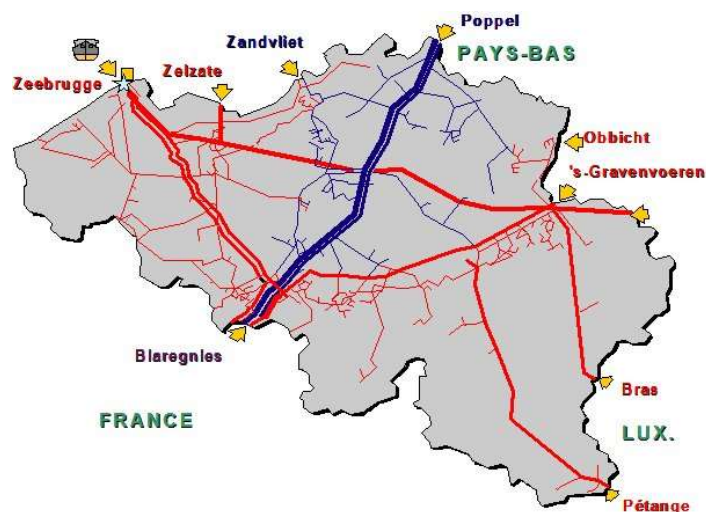 Poppel
Zandvliet
PAYS-BAS
Zelzate
Zeebrugge
Obbicht
's-Gravenvoeren
Blaregnies
Bras
FRANCE
LUX.
Pétange